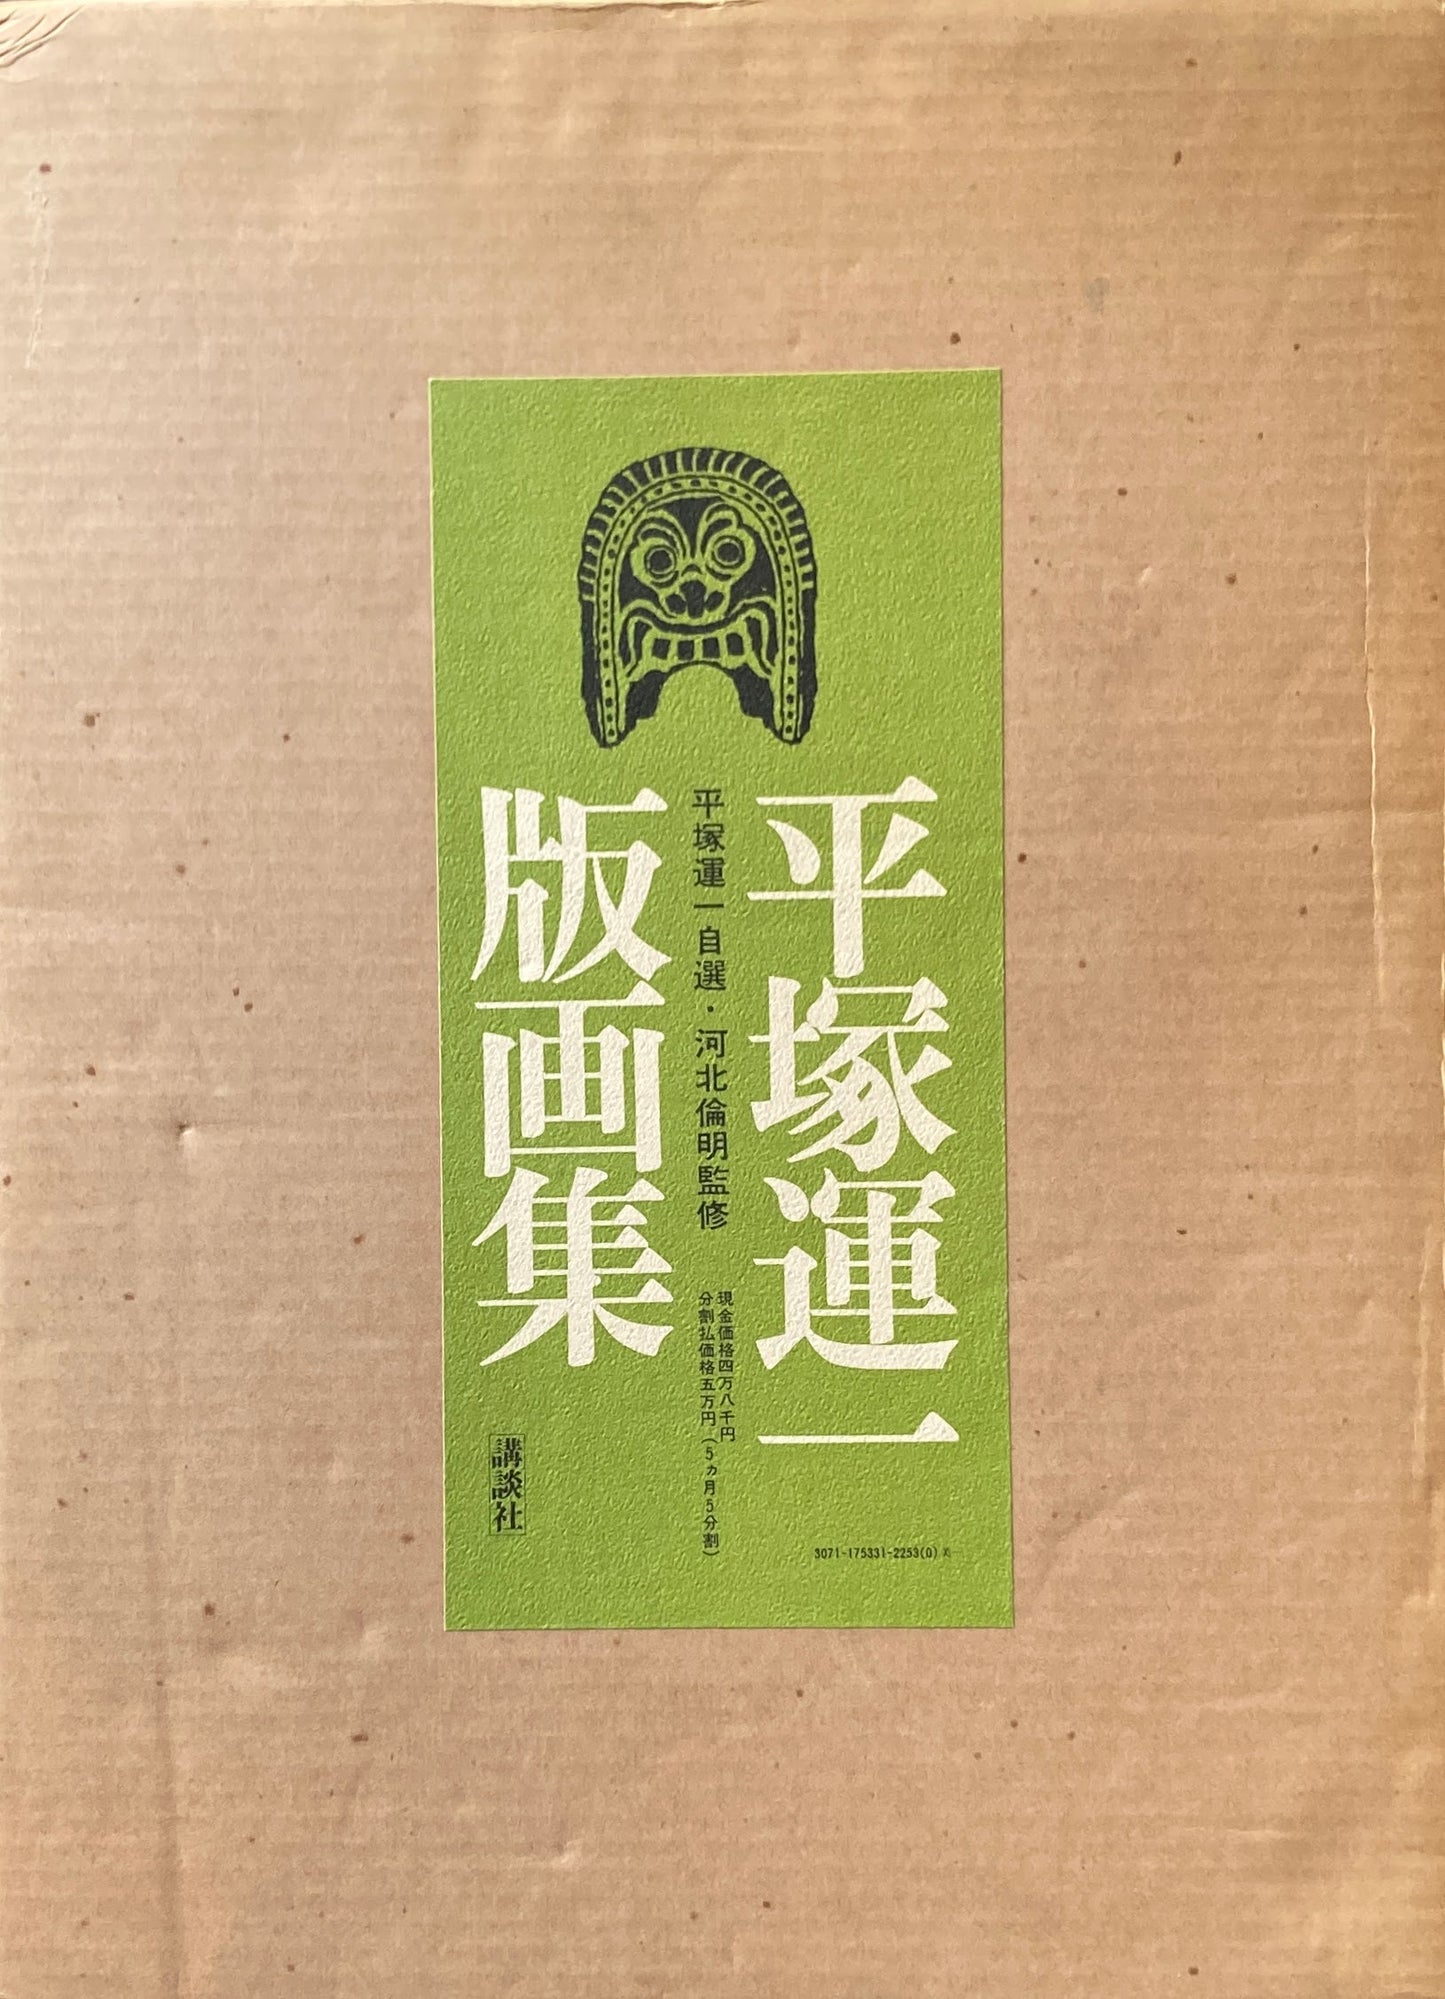 平塚運一
平塚運一自選・河北倫明監修
現金価格四万八千円
分割払価格五万円（5ヵ月5分割）
版画集
講談社
3071-175331-2253(0)